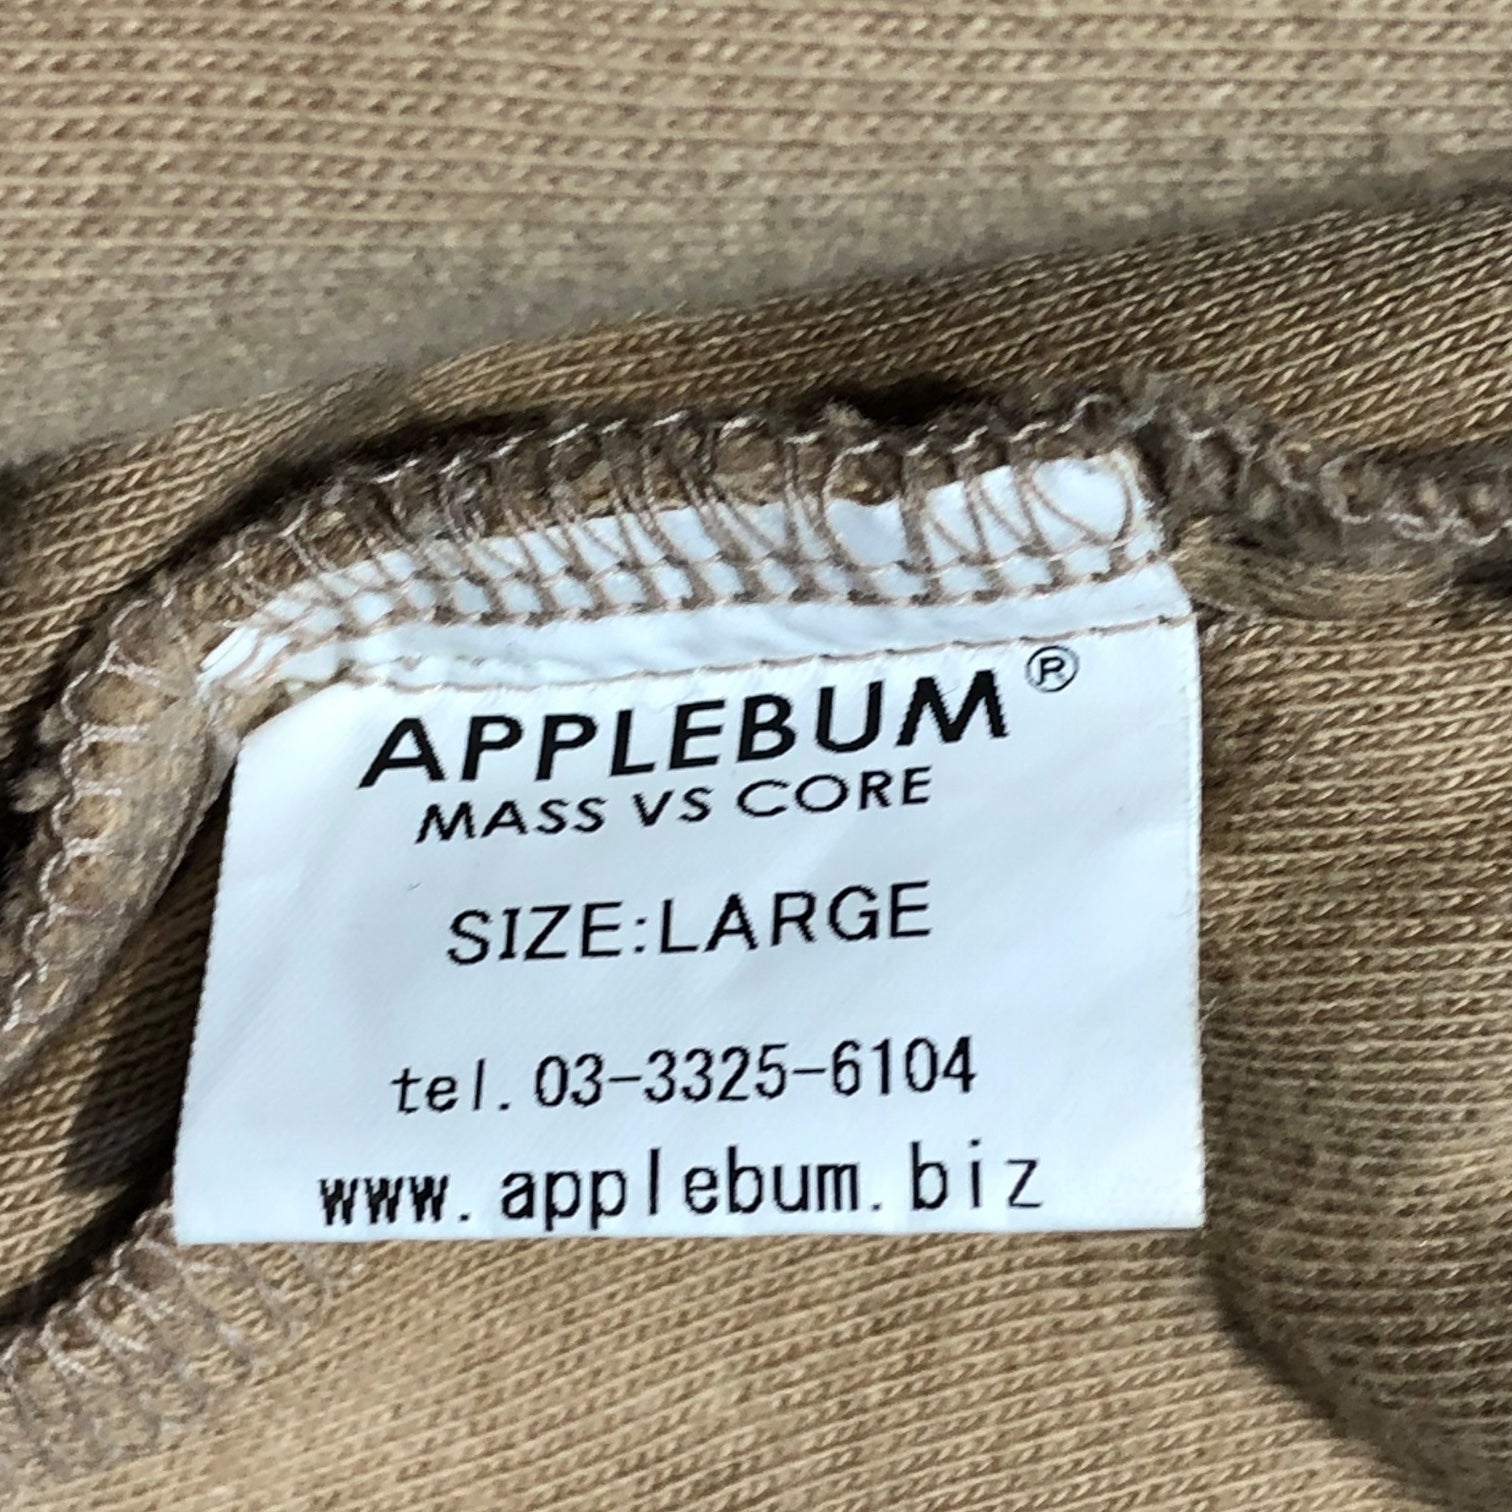 APPLEBUM®
MASS VS CORE
SIZE:LARGE
tel.03-3325-6104
www.applebum.biz